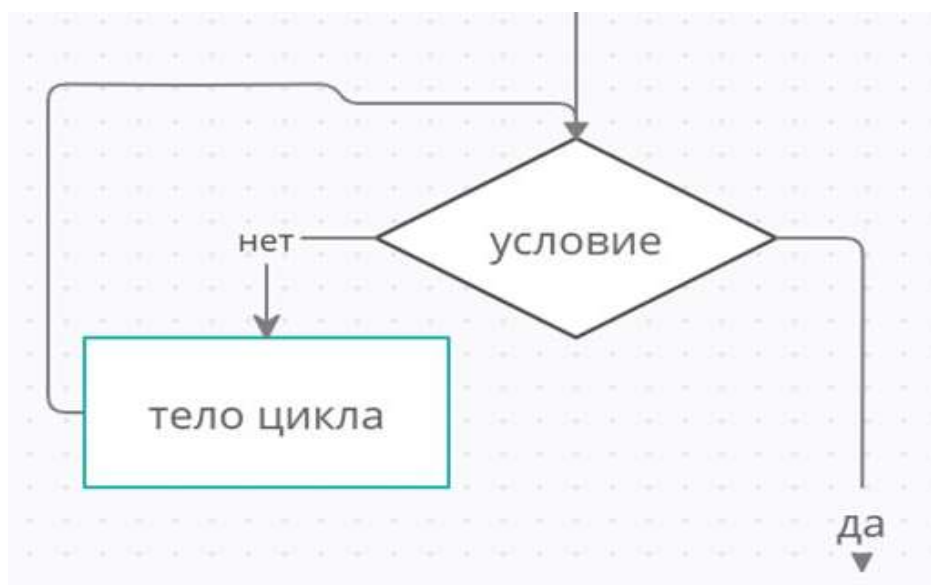 условие
нет
тело цикла
да